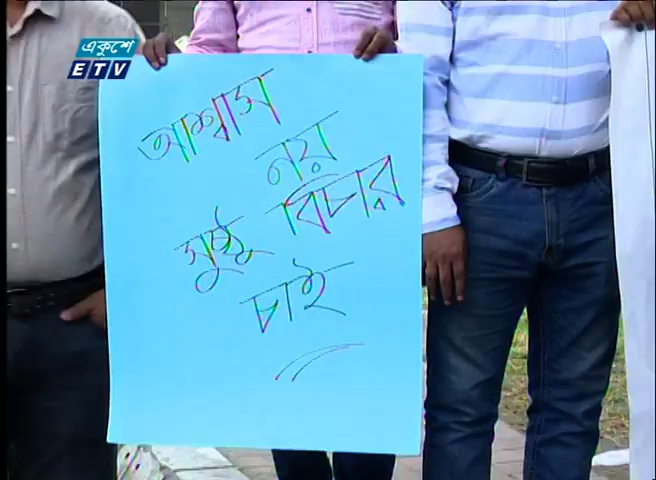 একুশে
ETV
আশ্বাস
নয়
সুষ্ঠু বিচার
চাই